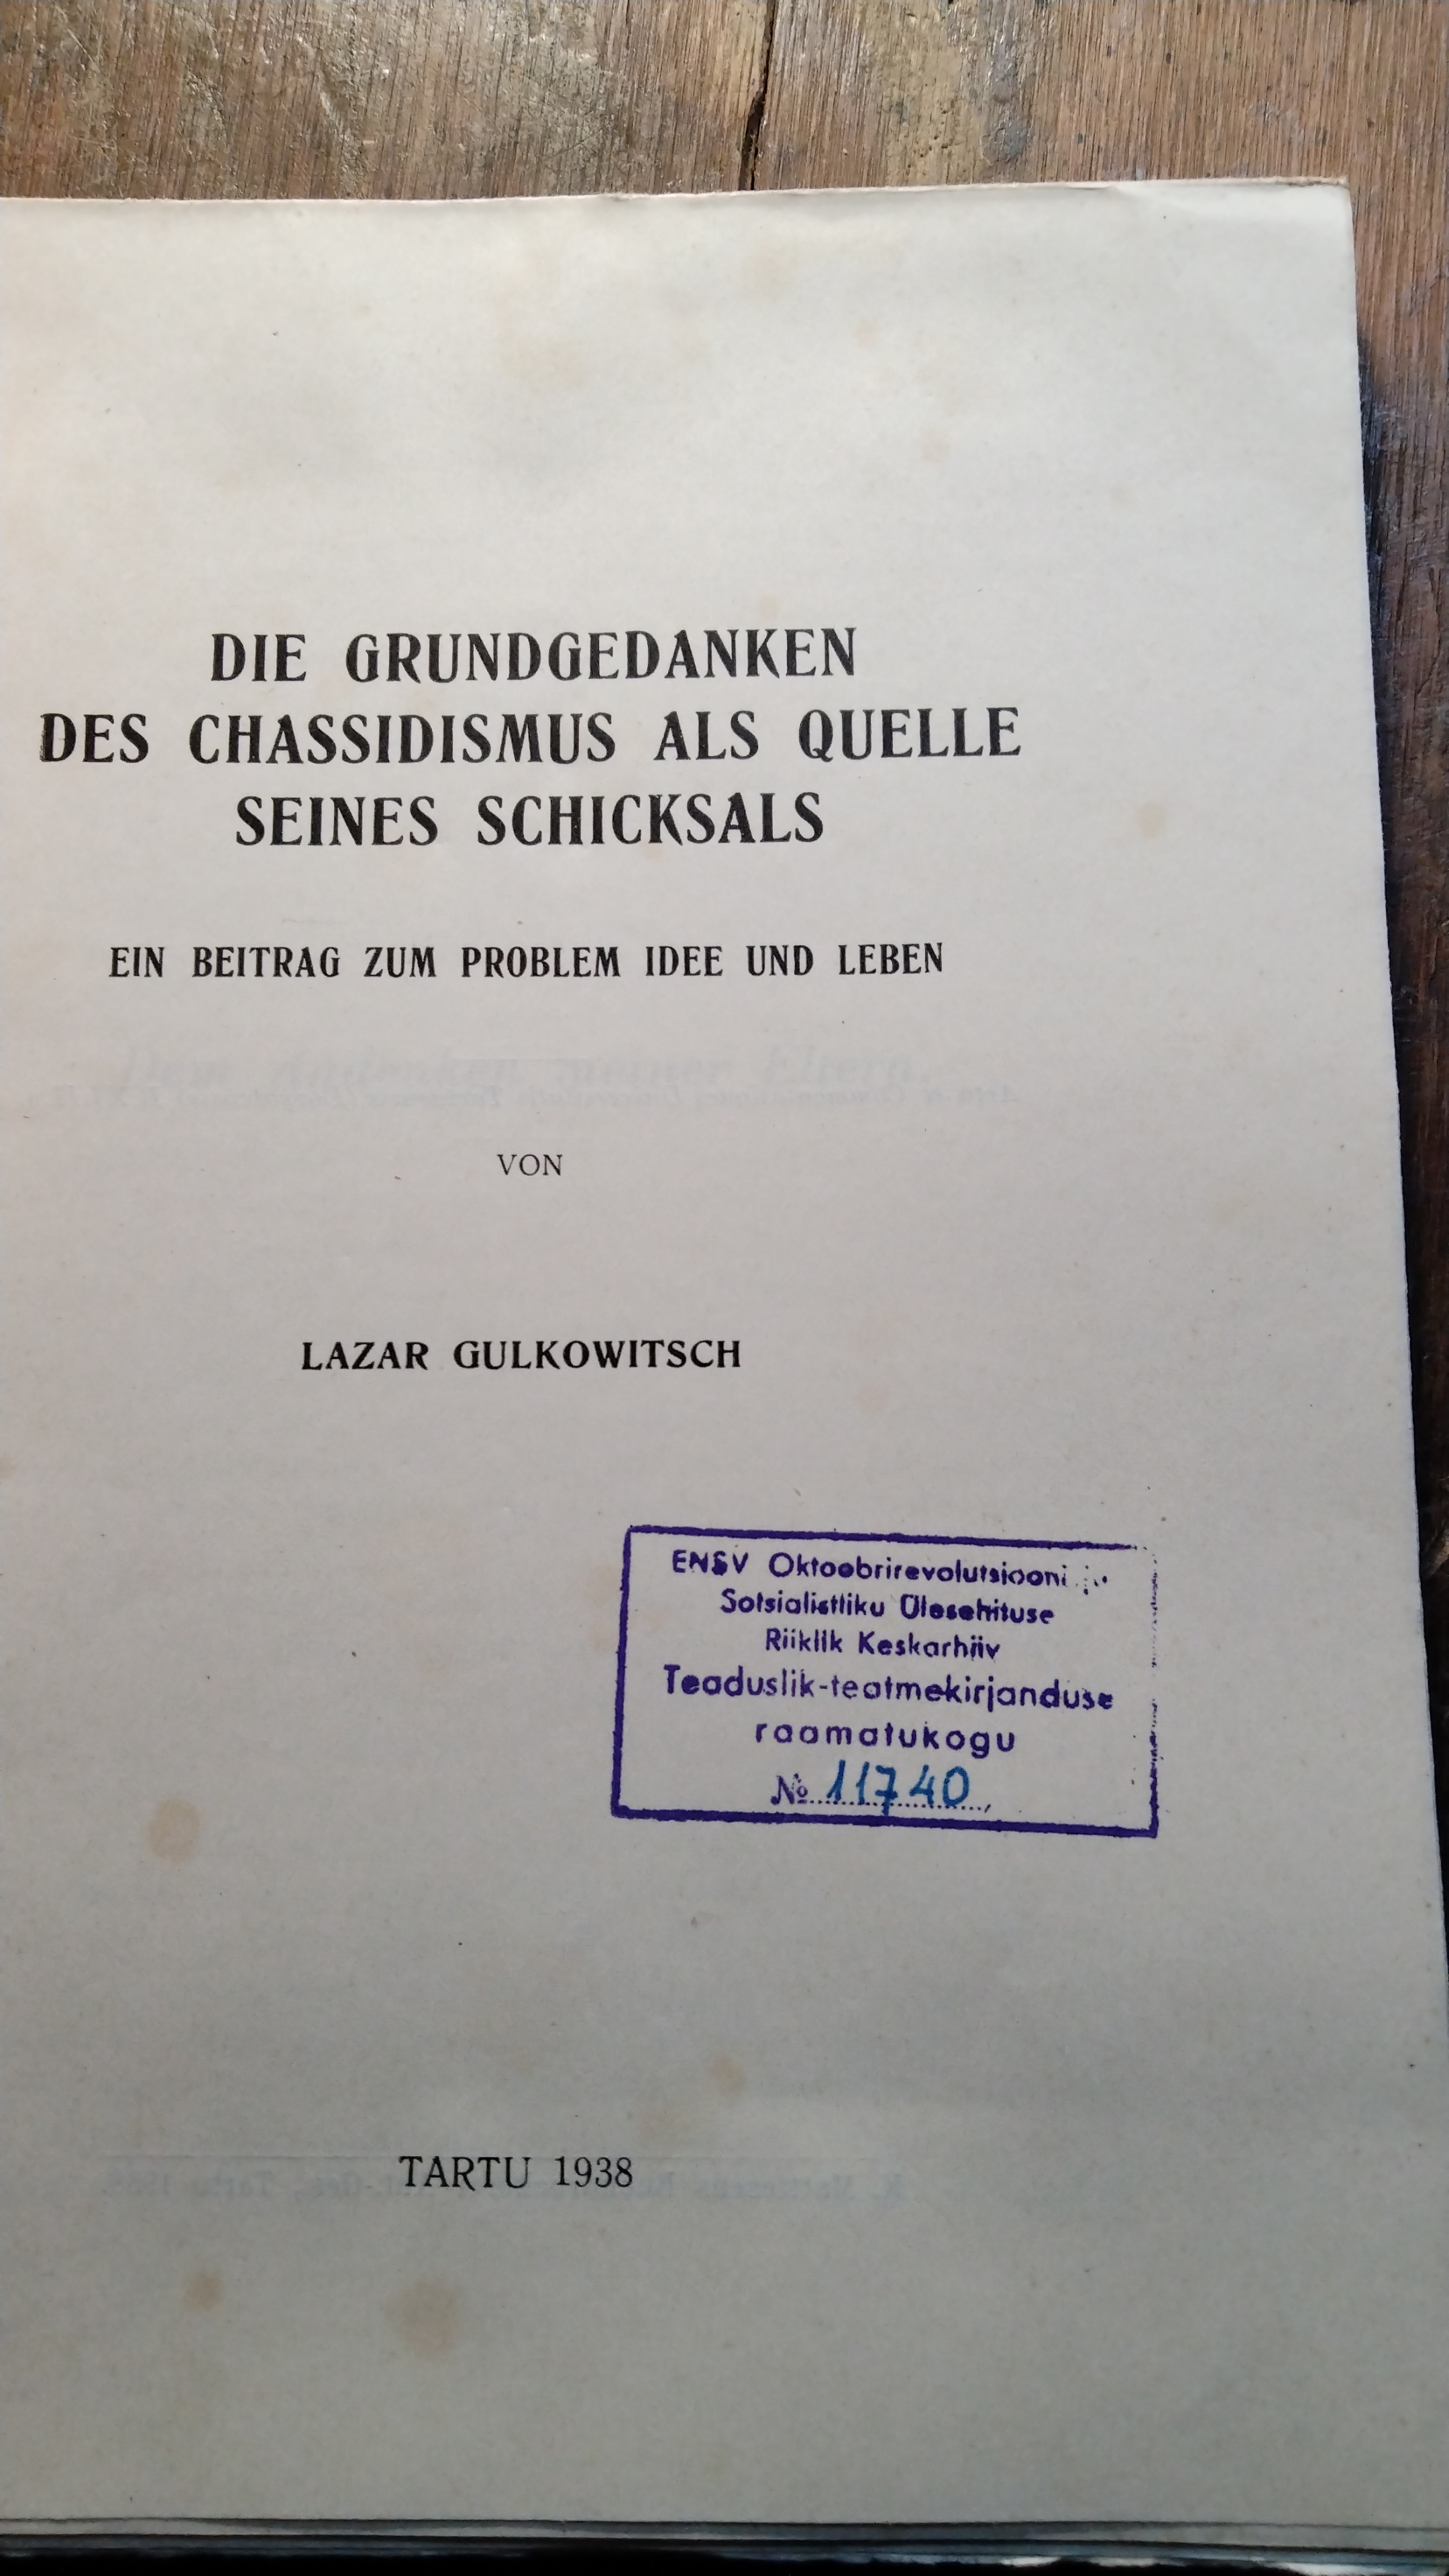 DIE GRUNDGEDANKEN
DES CHASSIDISMUS ALS QUELLE
SEINES SCHICKSALS
EIN BEITRAG ZUM PROBLEM IDEE UND LEBEN
VON
LAZAR GULKOWITSCH
ENSV Oktoobrirevolutsiooni
Sotsialistliku Ülesehituse
Riiklik Keskarhiiv
Teaduslik-teatmekirjanduse
raamatukogu
№ 11740
TARTU 1938